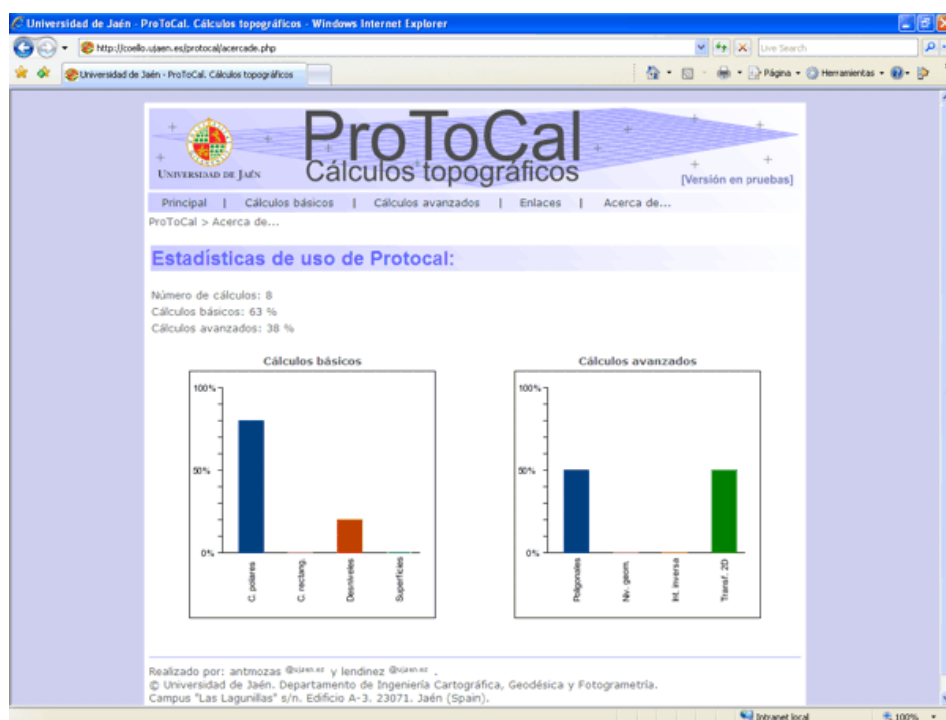 Universidad de Jaén - ProToCal. Cálculos topográficos - Windows Internet Explorer
http://coello.ujaen.es/protocal/acercade.php
Live Search
Universidad de Jaén - ProToCal. Cálculos topográficos
Página
Herramientas
ProToCal
Cálculos topográficos
UNIVERSIDAD DE JAÉN
[Versión en pruebas]
Principal | Cálculos básicos | Cálculos avanzados | Enlaces | Acerca de...
ProToCal > Acerca de...
Estadísticas de uso de Protocal:
Número de cálculos: 8
Cálculos básicos: 63 %
Cálculos avanzados: 38 %
Cálculos básicos
100%
50%
0%
C. polares
C. rectang.
Desniveles
Superficies
Cálculos avanzados
100%
50%
0%
Poligonales
Niv. geom.
Int. inversa
Transf. 2D
Realizado por: antmozas @ujaen.es y lendinez @ujaen.es .
© Universidad de Jaén. Departamento de Ingeniería Cartográfica, Geodésica y Fotogrametría.
Campus "Las Lagunillas" s/n. Edificio A-3. 23071. Jaén (Spain).
Intranet local
100%